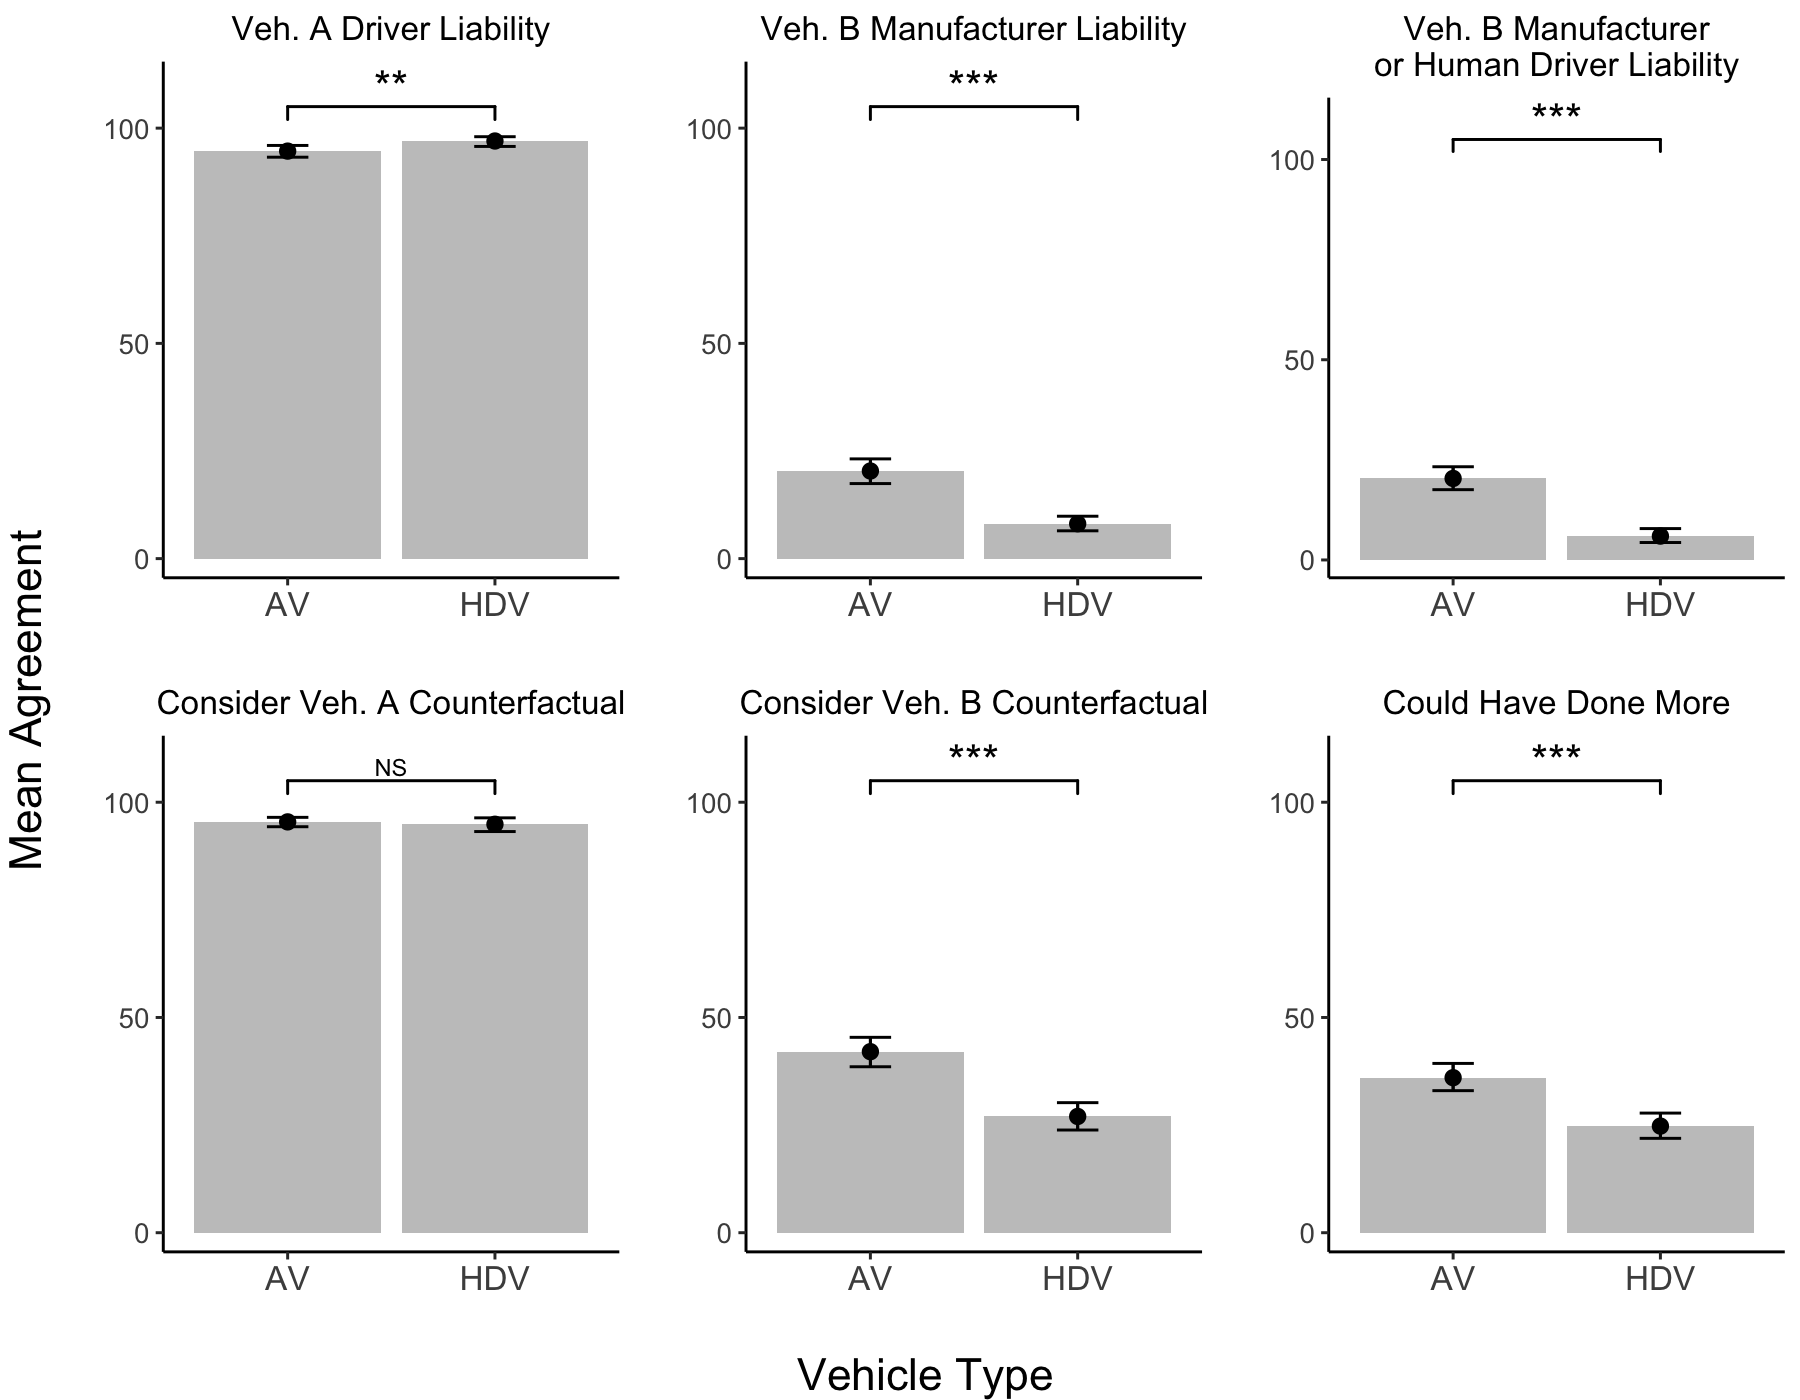 Veh. A Driver Liability
**
100
50
0
AV HDV
Veh. B Manufacturer Liability
***
100
50
0
AV HDV
Veh. B Manufacturer
or Human Driver Liability
***
100
50
0
AV HDV
Mean Agreement
Consider Veh. A Counterfactual
NS
100
50
0
AV HDV
Consider Veh. B Counterfactual
***
100
50
0
AV HDV
Could Have Done More
***
100
50
0
AV HDV
Vehicle Type